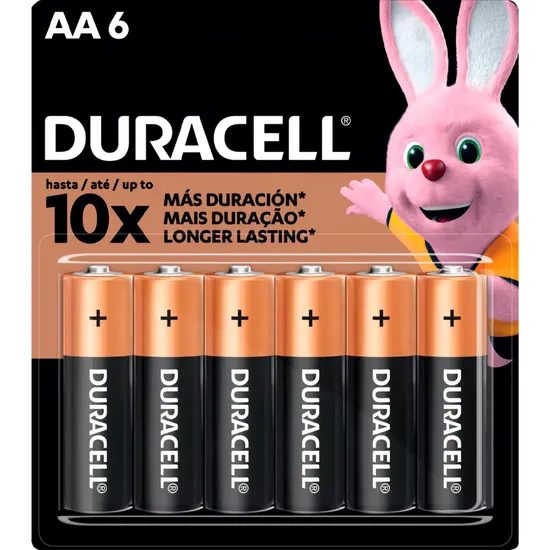 AA 6
DURACELL®
hasta / até / up to
10x
MÁS DURACIÓN*
MAIS DURAÇÃO*
LONGER LASTING*
+ + + + + +
DURACELL®
DURACELL®
DURACELL®
DURACELL®
DURACELL®
DURACELL®